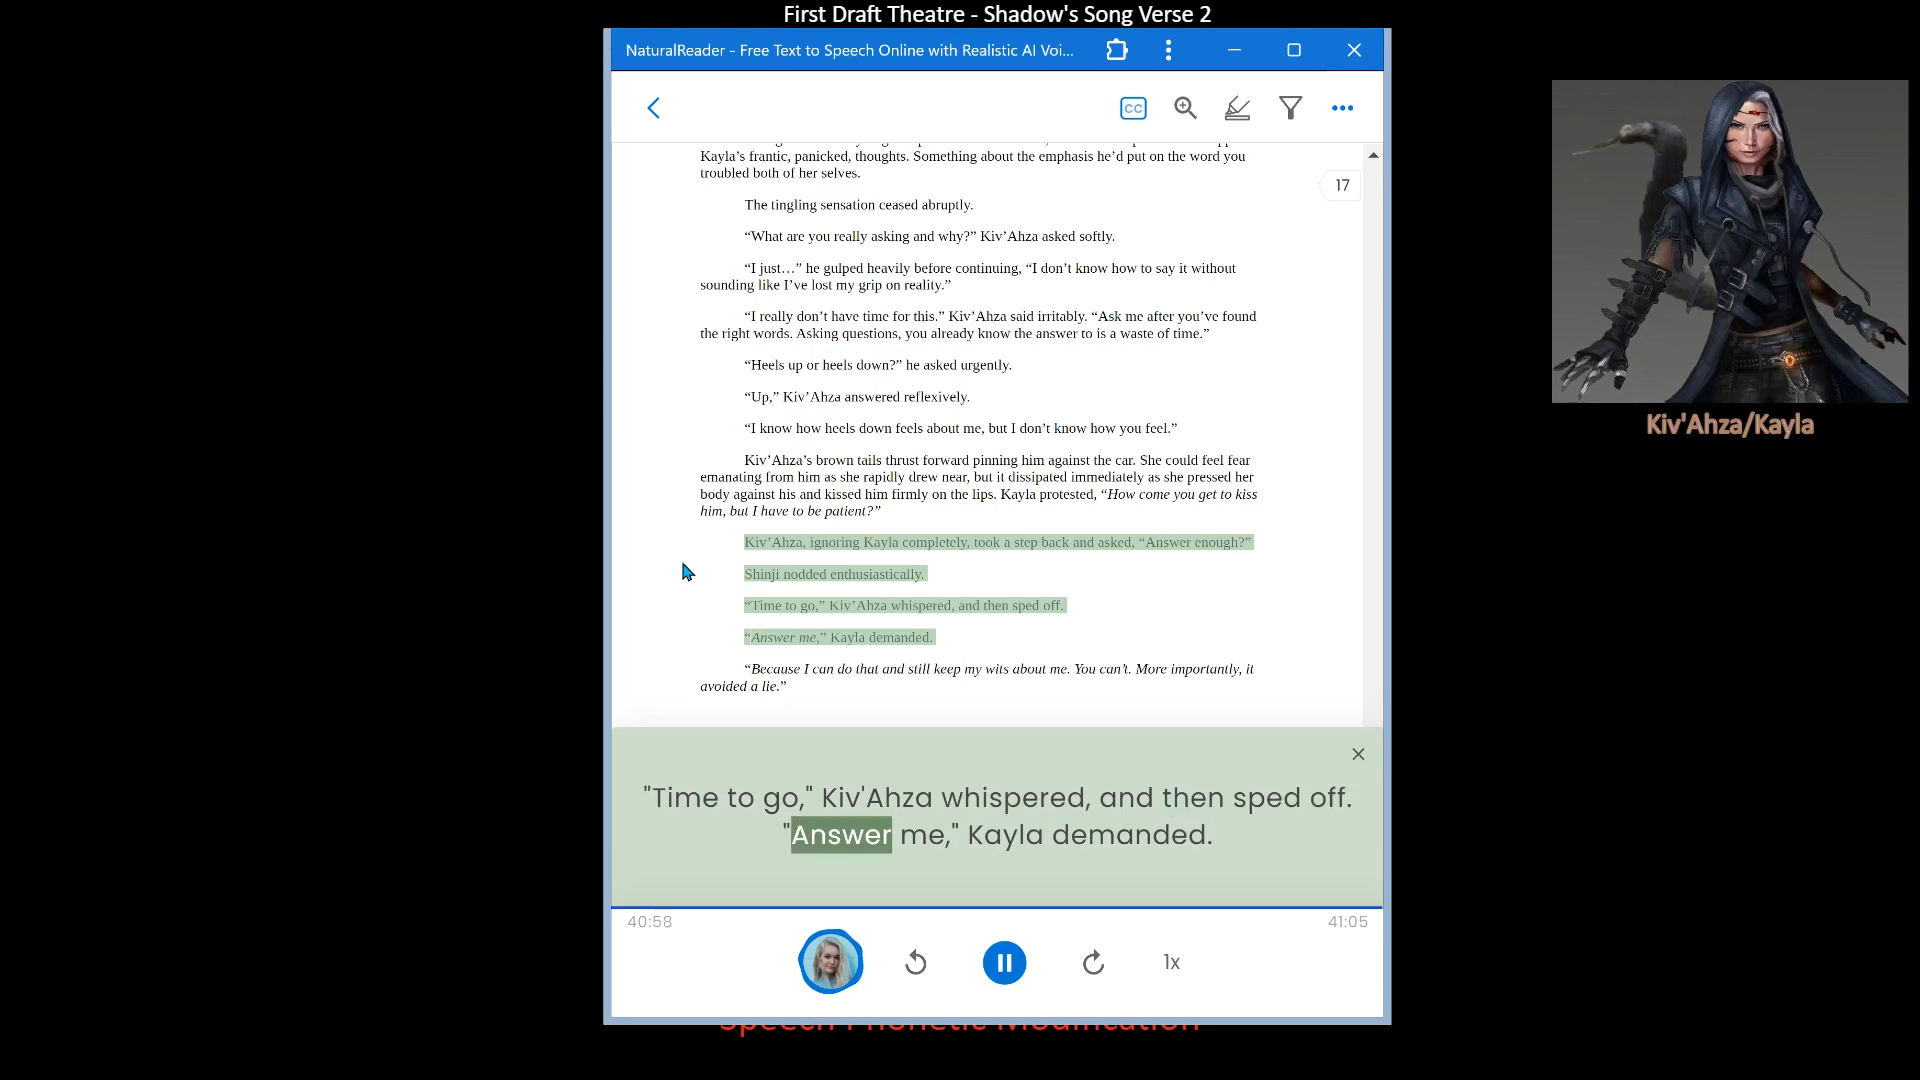 First Draft Theatre - Shadow's Song Verse 2
NaturalReader - Free Text to Speech Online with Realistic AI Voi...
CC
Kayla’s frantic, panicked, thoughts. Something about the emphasis he’d put on the word you
troubled both of her selves.
17
The tingling sensation ceased abruptly.
“What are you really asking and why?” Kiv’Ahza asked softly.
“I just…” he gulped heavily before continuing, “I don’t know how to say it without
sounding like I’ve lost my grip on reality.”
“I really don’t have time for this.” Kiv’Ahza said irritably. “Ask me after you’ve found
the right words. Asking questions, you already know the answer to is a waste of time.”
“Heels up or heels down?” he asked urgently.
“Up,” Kiv’Ahza answered reflexively.
“I know how heels down feels about me, but I don’t know how you feel.”
Kiv’Ahza’s brown tails thrust forward pinning him against the car. She could feel fear
emanating from him as she rapidly drew near, but it dissipated immediately as she pressed her
body against his and kissed him firmly on the lips. Kayla protested, “How come you get to kiss
him, but I have to be patient?”
Kiv’Ahza, ignoring Kayla completely, took a step back and asked, “Answer enough?”
Shinji nodded enthusiastically.
“Time to go,” Kiv’Ahza whispered, and then sped off.
“Answer me,” Kayla demanded.
“Because I can do that and still keep my wits about me. You can’t. More importantly, it
avoided a lie.”
"Time to go," Kiv'Ahza whispered, and then sped off.
"Answer me," Kayla demanded.
40:58
41:05
1x
Speech Phonetic Modification
Kiv'Ahza/Kayla